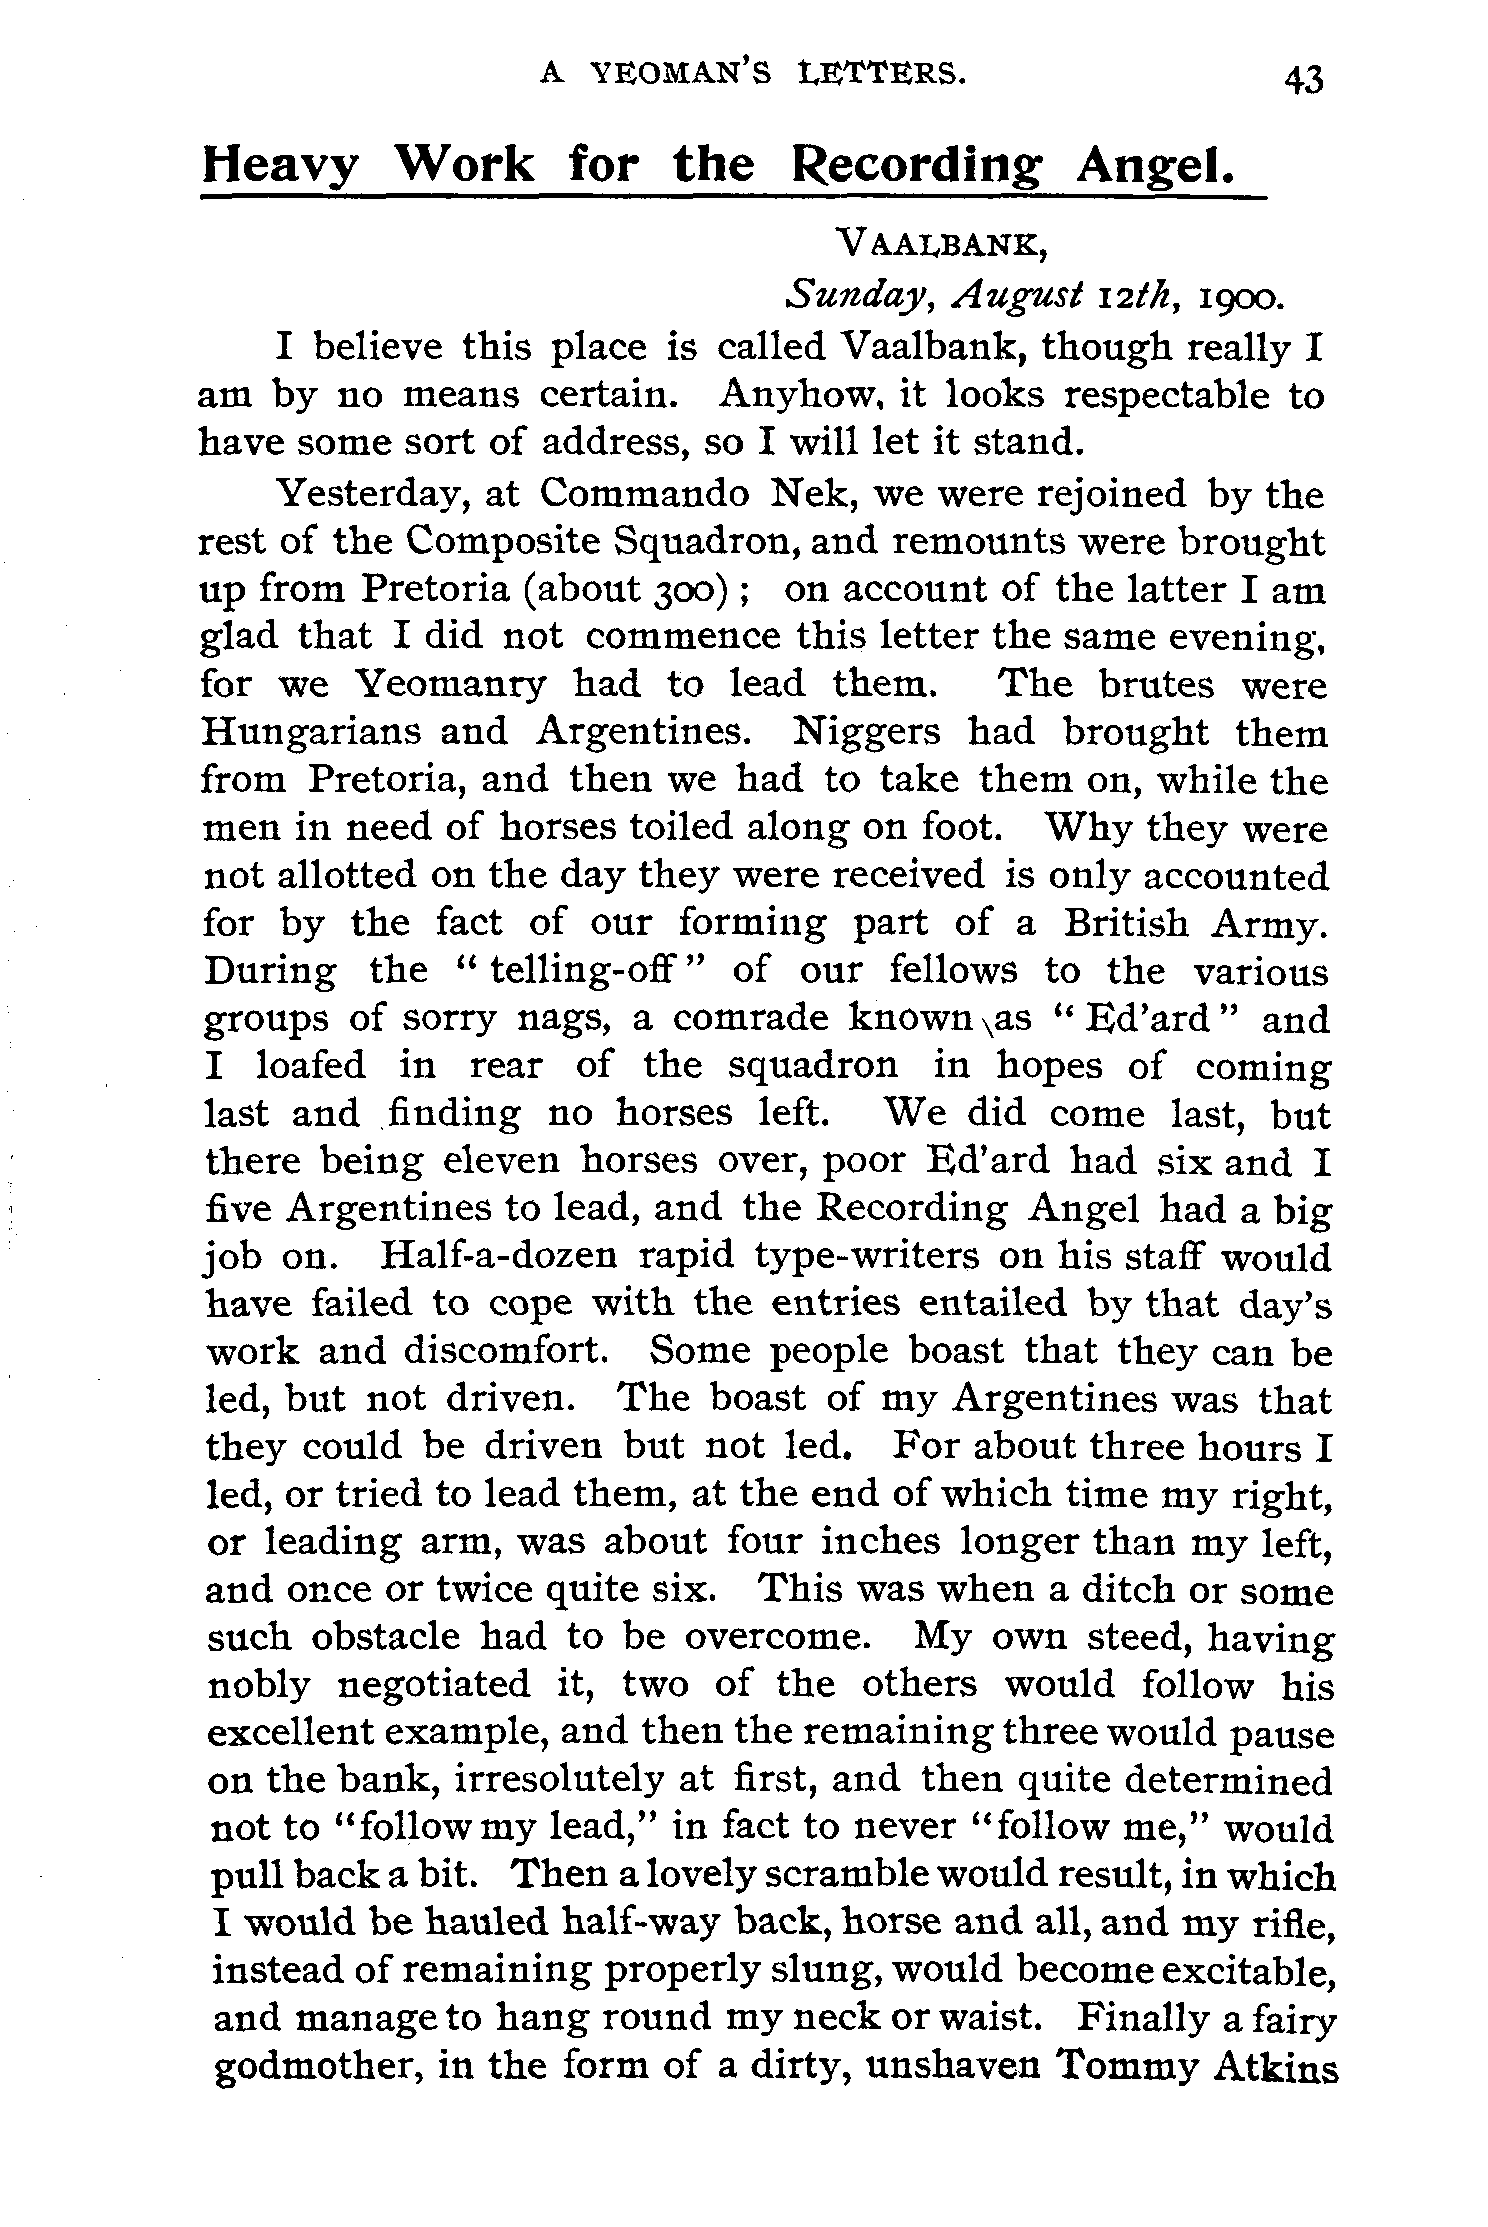 A YEOMAN'S LETTERS. 43
Heavy Work for the Recording Angel.
VAALBANK,
Sunday, August 12th, 1900.
I believe this place is called Vaalbank, though really I
am by no means certain. Anyhow, it looks respectable to
have some sort of address, so I will let it stand.
Yesterday, at Commando Nek, we were rejoined by the
rest of the Composite Squadron, and remounts were brought
up from Pretoria (about 300) ; on account of the latter I am
glad that I did not commence this letter the same evening,
for we Yeomanry had to lead them. The brutes were
Hungarians and Argentines. Niggers had brought them
from Pretoria, and then we had to take them on, while the
men in need of horses toiled along on foot. Why they were
not allotted on the day they were received is only accounted
for by the fact of our forming part of a British Army.
During the " telling-off " of our fellows to the various
groups of sorry nags, a comrade known as " Ed'ard " and
I loafed in rear of the squadron in hopes of coming
last and finding no horses left. We did come last, but
there being eleven horses over, poor Ed'ard had six and I
five Argentines to lead, and the Recording Angel had a big
job on. Half-a-dozen rapid type-writers on his staff would
have failed to cope with the entries entailed by that day's
work and discomfort. Some people boast that they can be
led, but not driven. The boast of my Argentines was that
they could be driven but not led. For about three hours I
led, or tried to lead them, at the end of which time my right,
or leading arm, was about four inches longer than my left,
and once or twice quite six. This was when a ditch or some
such obstacle had to be overcome. My own steed, having
nobly negotiated it, two of the others would follow his
excellent example, and then the remaining three would pause
on the bank, irresolutely at first, and then quite determined
not to "follow my lead," in fact to never "follow me," would
pull back a bit. Then a lovely scramble would result, in which
I would be hauled half-way back, horse and all, and my rifle,
instead of remaining properly slung, would become excitable,
and manage to hang round my neck or waist. Finally a fairy
godmother, in the form of a dirty, unshaven Tommy Atkins